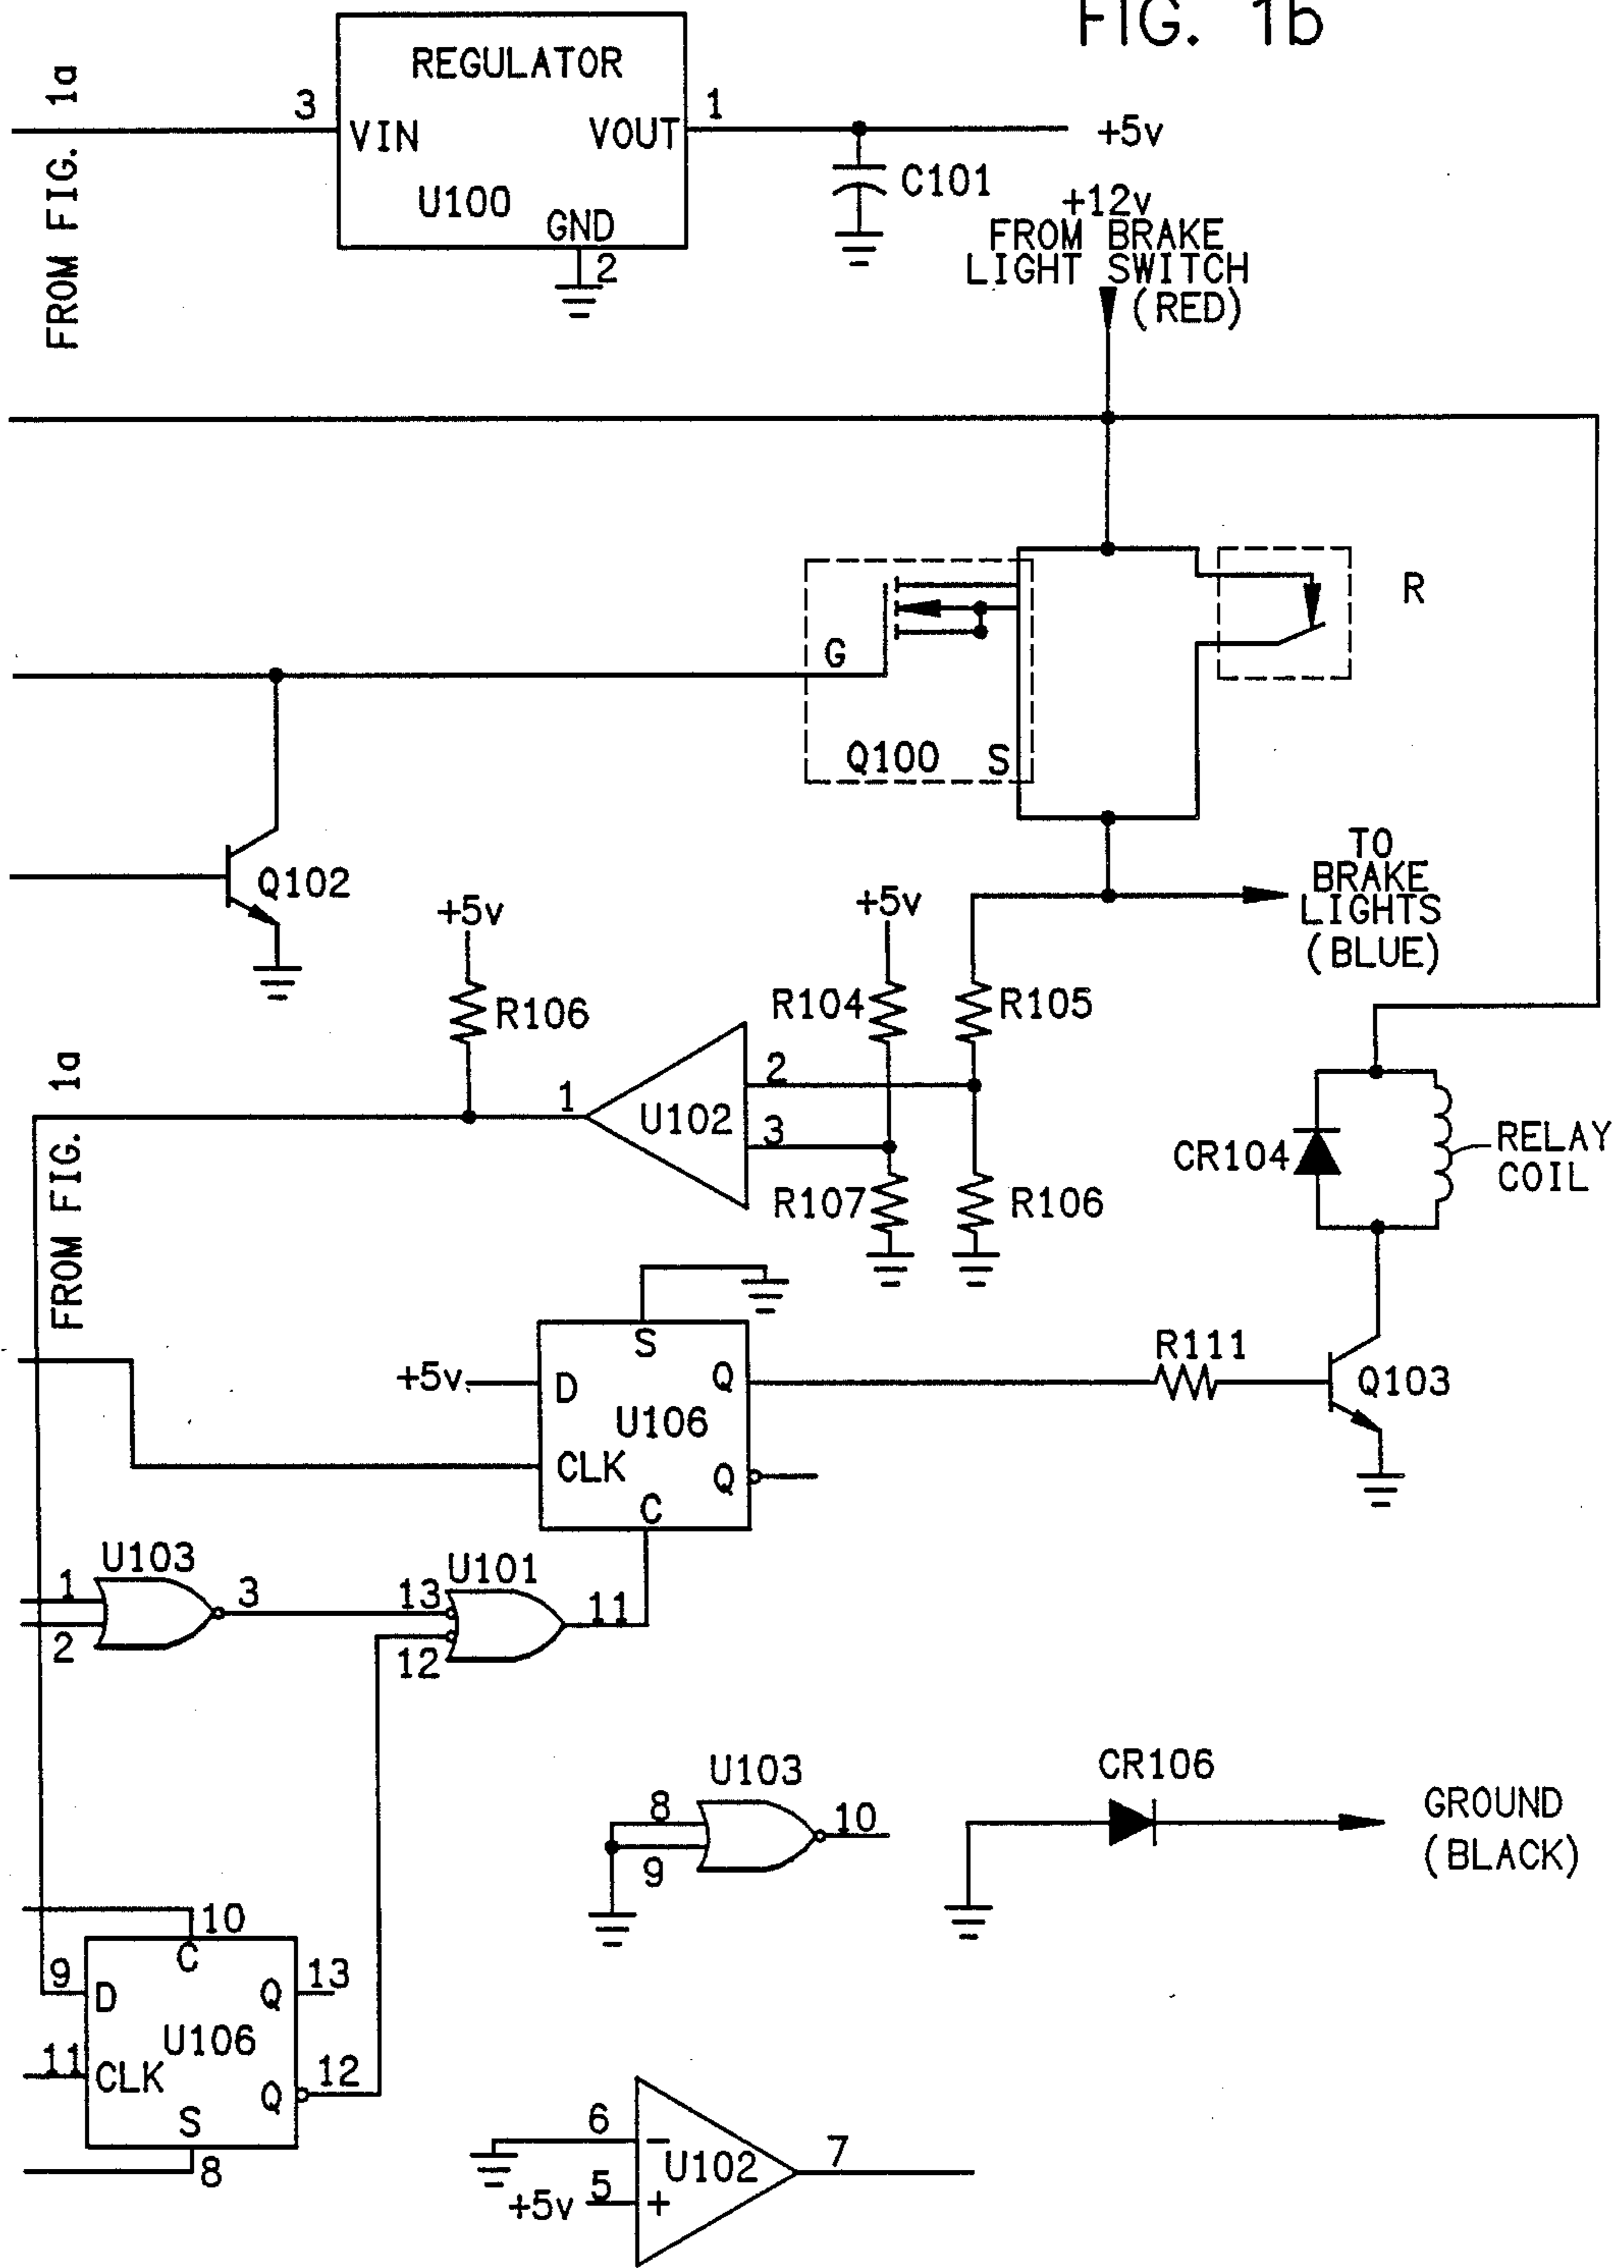 FIG. 1b
FROM FIG. 1a
REGULATOR
3
VIN
VOUT
1
U100
GND
2
+5v
C101
+12v
FROM BRAKE
LIGHT SWITCH
(RED)
R
G
Q100
S
Q102
TO
BRAKE
LIGHTS
(BLUE)
+5v
R106
+5v
R104
R105
FROM FIG. 1a
1
U102
2
3
R107
R106
CR104
RELAY
COIL
S
+5v
D
Q
U106
CLK
Q
C
R111
Q103
U103
1
2
3
U101
13
12
11
U103
8
9
10
CR106
GROUND
(BLACK)
10
C
9
D
Q
13
U106
11
CLK
Q
12
S
8
6
-
U102
7
+5v
5
+